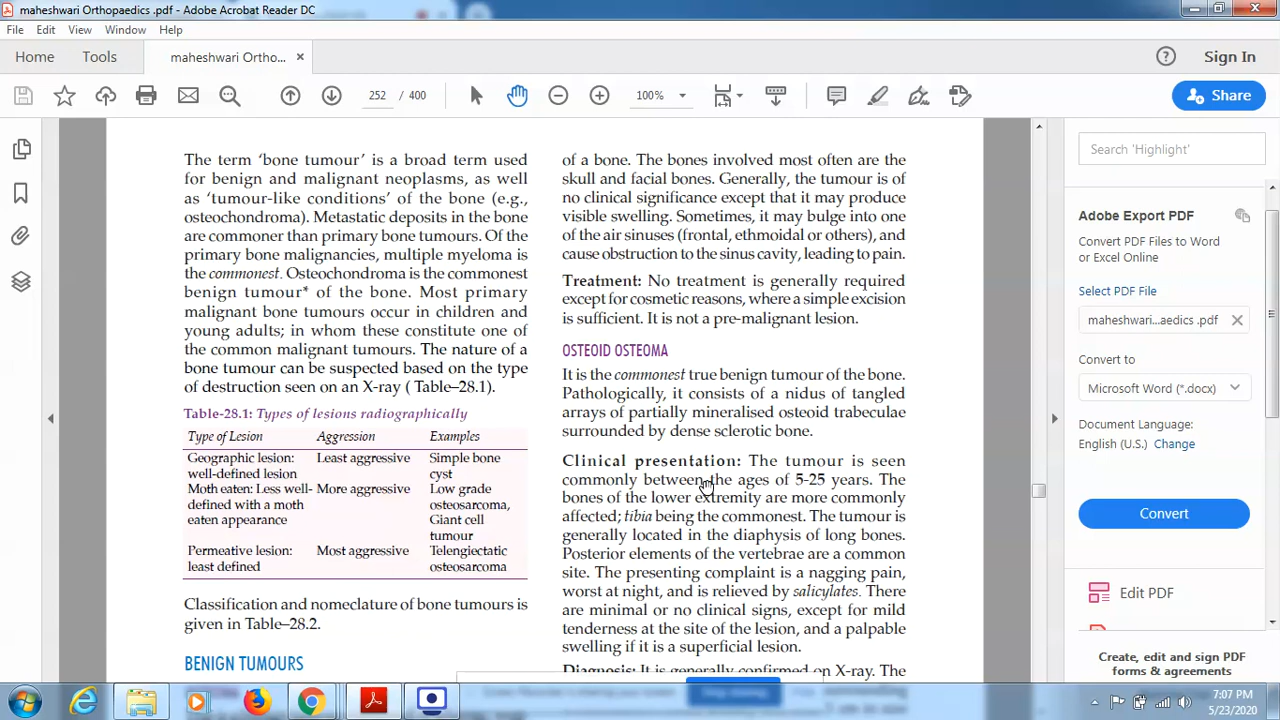 maheshwari Orthopaedics .pdf - Adobe Acrobat Reader DC
File Edit View Window Help
Home Tools maheshwari Ortho... × Sign In
252 / 400 100% Share
The term ‘bone tumour’ is a broad term used
for benign and malignant neoplasms, as well
as ‘tumour-like conditions’ of the bone (e.g.,
osteochondroma). Metastatic deposits in the bone
are commoner than primary bone tumours. Of the
primary bone malignancies, multiple myeloma is
the commonest. Osteochondroma is the commonest
benign tumour* of the bone. Most primary
malignant bone tumours occur in children and
young adults; in whom these constitute one of
the common malignant tumours. The nature of a
bone tumour can be suspected based on the type
of destruction seen on an X-ray ( Table–28.1).
Table-28.1: Types of lesions radiographically
Type of Lesion Aggression Examples
Geographic lesion: Least aggressive Simple bone
well-defined lesion cyst
Moth eaten: Less well- More aggressive Low grade
defined with a moth osteosarcoma,
eaten appearance Giant cell
tumour
Permeative lesion: Most aggressive Telengiectatic
least defined osteosarcoma
Classification and nomeclature of bone tumours is
given in Table–28.2.
BENIGN TUMOURS
of a bone. The bones involved most often are the
skull and facial bones. Generally, the tumour is of
no clinical significance except that it may produce
visible swelling. Sometimes, it may bulge into one
of the air sinuses (frontal, ethmoidal or others), and
cause obstruction to the sinus cavity, leading to pain.
Treatment: No treatment is generally required
except for cosmetic reasons, where a simple excision
is sufficient. It is not a pre-malignant lesion.
OSTEOID OSTEOMA
It is the commonest true benign tumour of the bone.
Pathologically, it consists of a nidus of tangled
arrays of partially mineralised osteoid trabeculae
surrounded by dense sclerotic bone.
Clinical presentation: The tumour is seen
commonly between the ages of 5-25 years. The
bones of the lower extremity are more commonly
affected; tibia being the commonest. The tumour is
generally located in the diaphysis of long bones.
Posterior elements of the vertebrae are a common
site. The presenting complaint is a nagging pain,
worst at night, and is relieved by salicylates. There
are minimal or no clinical signs, except for mild
tenderness at the site of the lesion, and a palpable
swelling if it is a superficial lesion.
Diagnosis: It is generally confirmed on X-ray. The
Search 'Highlight'
Adobe Export PDF
Convert PDF Files to Word
or Excel Online
Select PDF File
maheshwari...aedics .pdf
Convert to
Microsoft Word (*.docx)
Document Language:
English (U.S.) Change
Convert
Edit PDF
Create, edit and sign PDF
forms & agreements
7:07 PM
5/23/2020